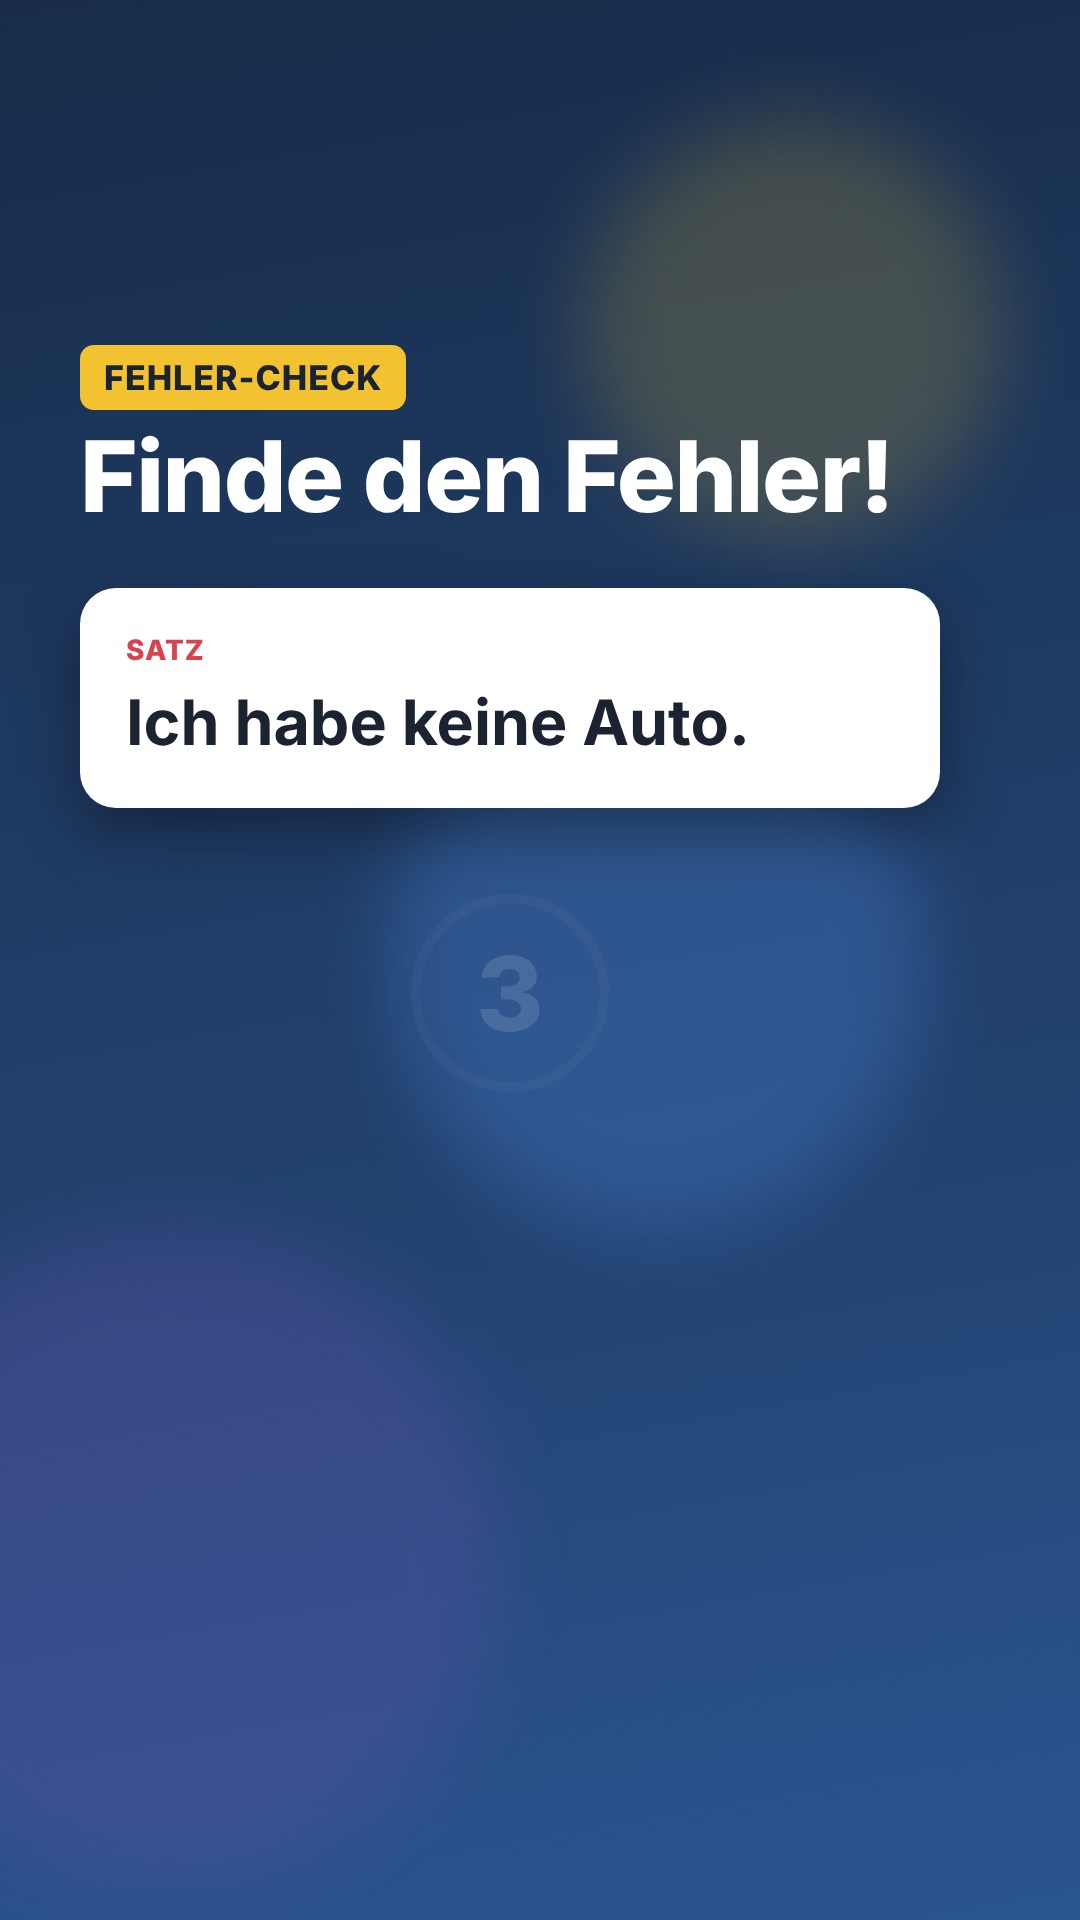 FEHLER-CHECK
Finde den Fehler!
SATZ
Ich habe keine Auto.
3